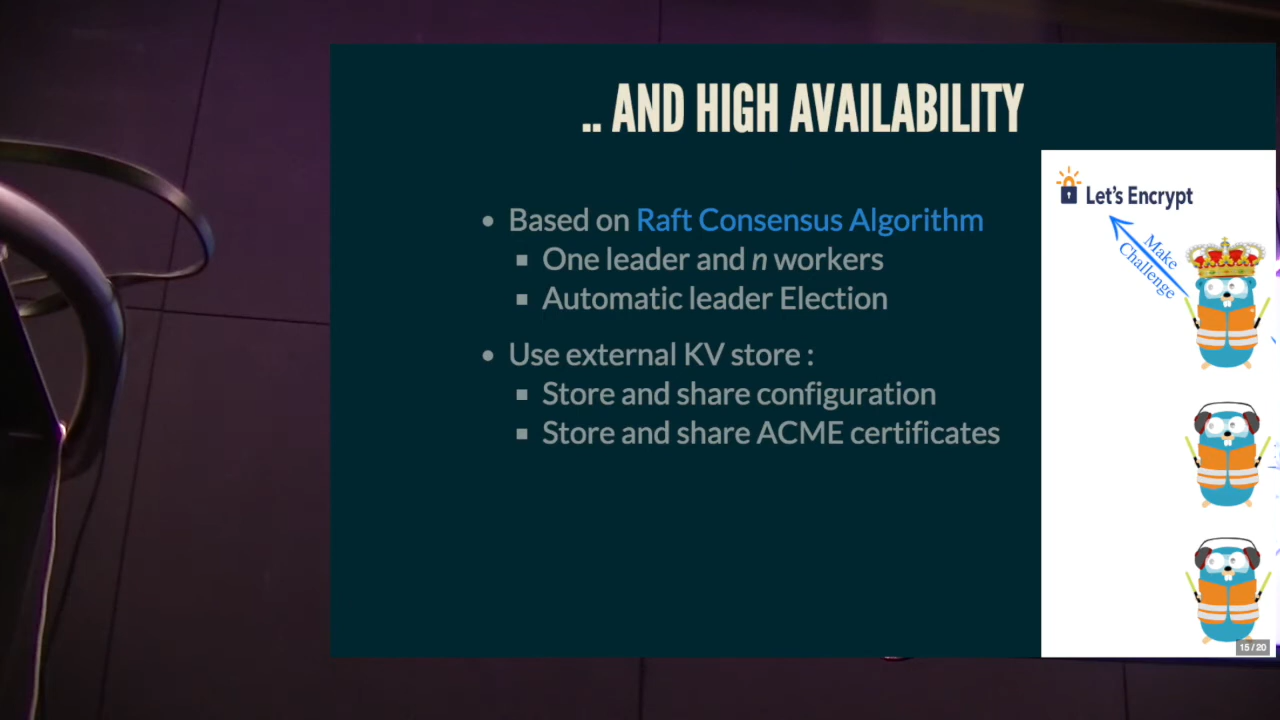 .. AND HIGH AVAILABILITY
• Based on Raft Consensus Algorithm
▪ One leader and n workers
▪ Automatic leader Election
• Use external KV store :
▪ Store and share configuration
▪ Store and share ACME certificates
Let's Encrypt
Make
Challenge
15 / 20